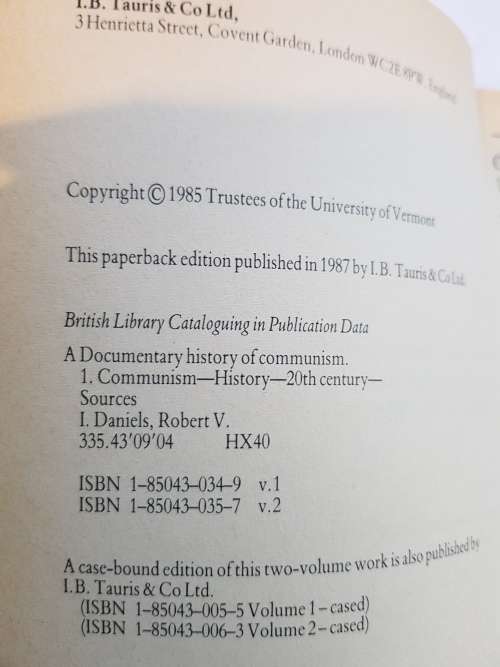 I.B. Tauris & Co Ltd,
3 Henrietta Street, Covent Garden, London WC2E 8PW, England
Copyright © 1985 Trustees of the University of Vermont
This paperback edition published in 1987 by I.B. Tauris & Co Ltd.
British Library Cataloguing in Publication Data
A Documentary history of communism.
1. Communism—History—20th century—
Sources
I. Daniels, Robert V.
335.43'09'04 HX40
ISBN 1–85043–034–9 v.1
ISBN 1–85043–035–7 v.2
A case-bound edition of this two-volume work is also published by
I.B. Tauris & Co Ltd.
(ISBN 1–85043–005–5 Volume 1 – cased)
(ISBN 1–85043–006–3 Volume 2 – cased)